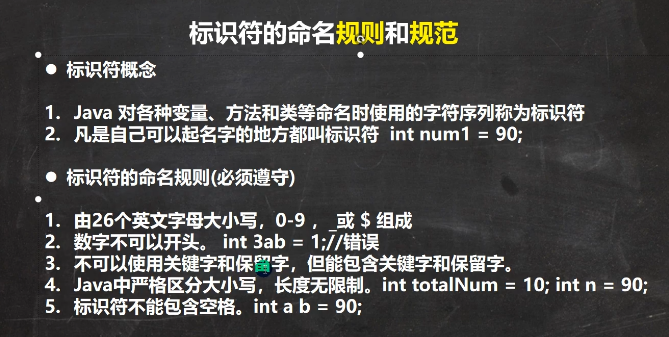 标识符的命名规则和规范
● 标识符概念
1. Java 对各种变量、方法和类等命名时使用的字符序列称为标识符
2. 凡是自己可以起名字的地方都叫标识符 int num1 = 90;
● 标识符的命名规则(必须遵守)
1. 由26个英文字母大小写，0-9 ，_或 $ 组成
2. 数字不可以开头。 int 3ab = 1;//错误
3. 不可以使用关键字和保留字，但能包含关键字和保留字。
4. Java中严格区分大小写，长度无限制。int totalNum = 10; int n = 90;
5. 标识符不能包含空格。int a b = 90;